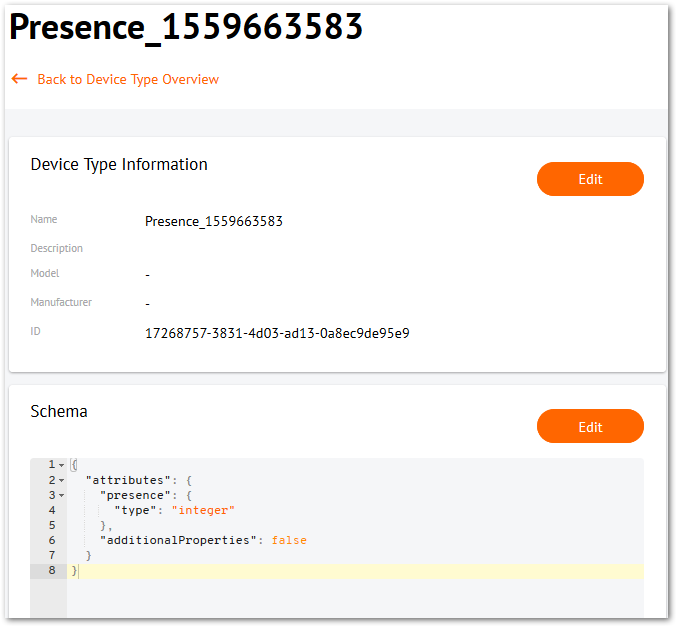 Presence_1559663583
← Back to Device Type Overview
Device Type Information
Edit
Name Presence_1559663583
Description
Model -
Manufacturer -
ID 17268757-3831-4d03-ad13-0a8ec9de95e9
Schema
Edit
1 {
2 "attributes": {
3 "presence": {
4 "type": "integer"
5 },
6 "additionalProperties": false
7 }
8 }